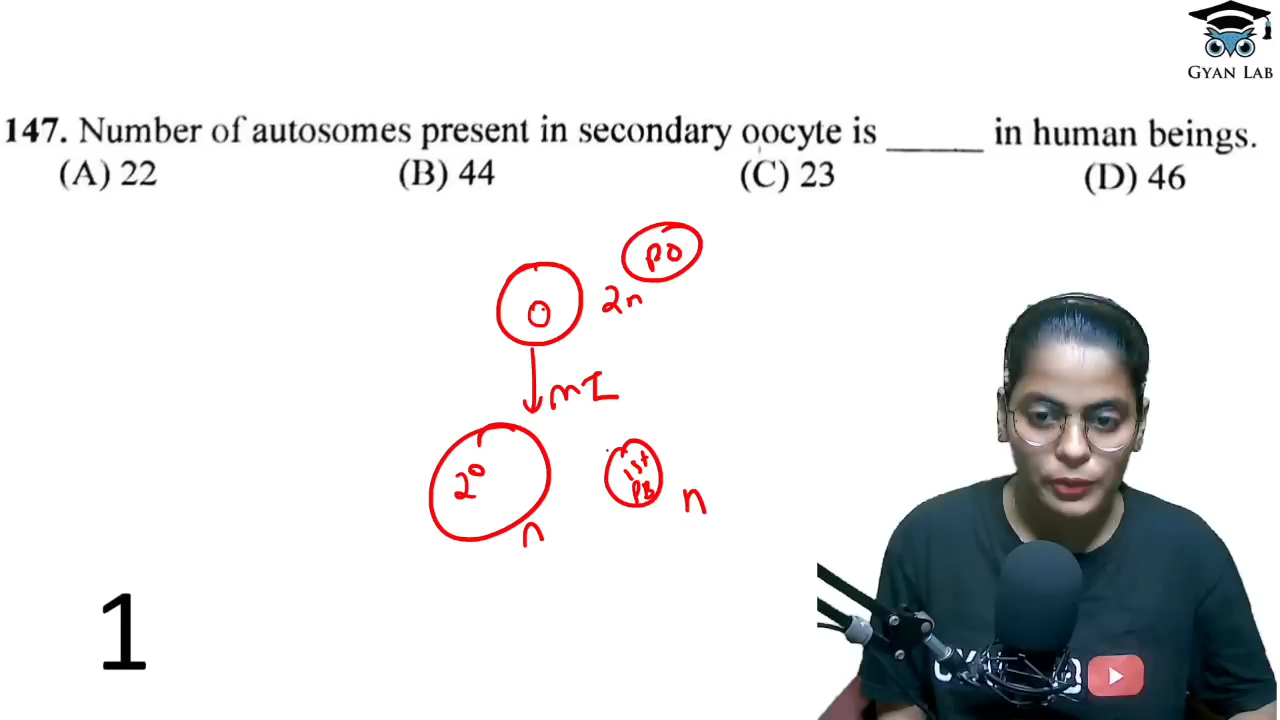 GYAN LAB
147. Number of autosomes present in secondary oocyte is ______ in human beings.
(A) 22 (B) 44 (C) 23 (D) 46
PO
2n
MI
2°
1st
PB
n
n
1